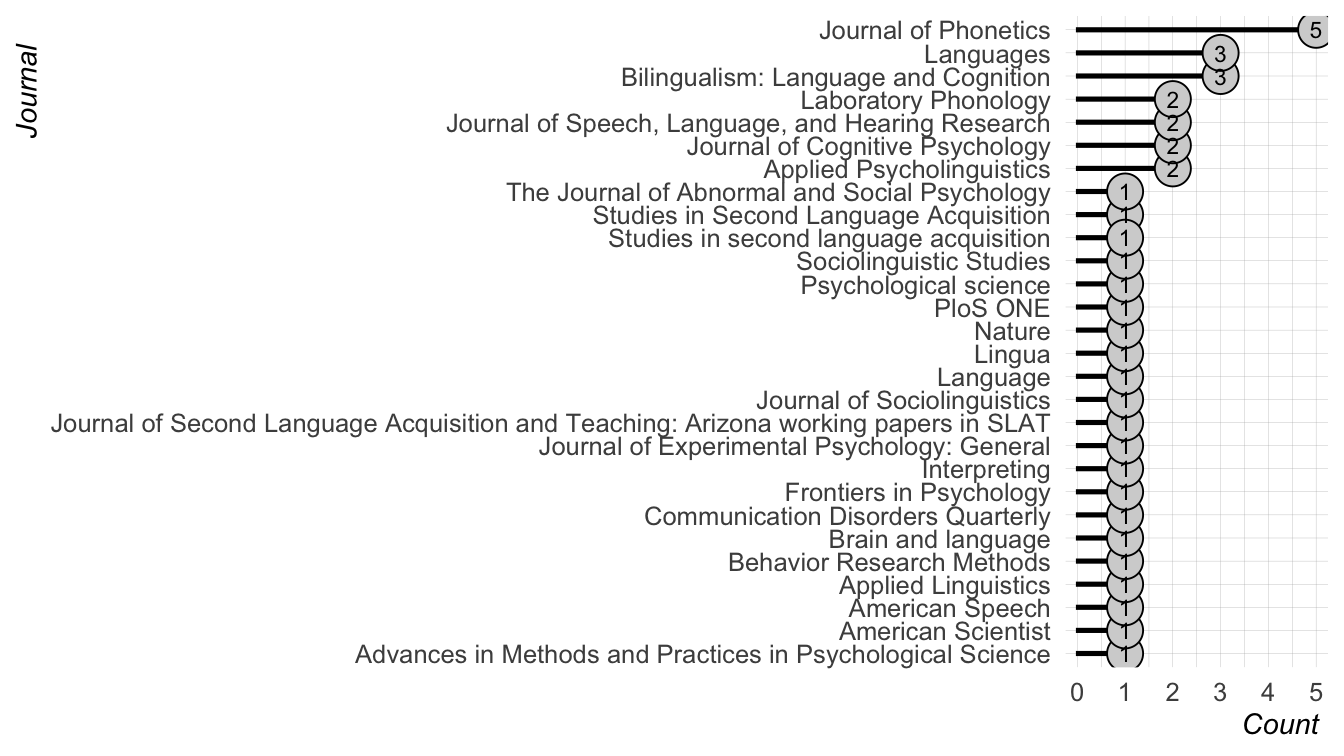 Journal
Journal of Phonetics 5
Languages 3
Bilingualism: Language and Cognition 3
Laboratory Phonology 2
Journal of Speech, Language, and Hearing Research 2
Journal of Cognitive Psychology 2
Applied Psycholinguistics 2
The Journal of Abnormal and Social Psychology 1
Studies in Second Language Acquisition 1
Studies in second language acquisition 1
Sociolinguistic Studies 1
Psychological science 1
PloS ONE 1
Nature 1
Lingua 1
Language 1
Journal of Sociolinguistics 1
Journal of Second Language Acquisition and Teaching: Arizona working papers in SLAT 1
Journal of Experimental Psychology: General 1
Interpreting 1
Frontiers in Psychology 1
Communication Disorders Quarterly 1
Brain and language 1
Behavior Research Methods 1
Applied Linguistics 1
American Speech 1
American Scientist 1
Advances in Methods and Practices in Psychological Science 1
0 1 2 3 4 5
Count